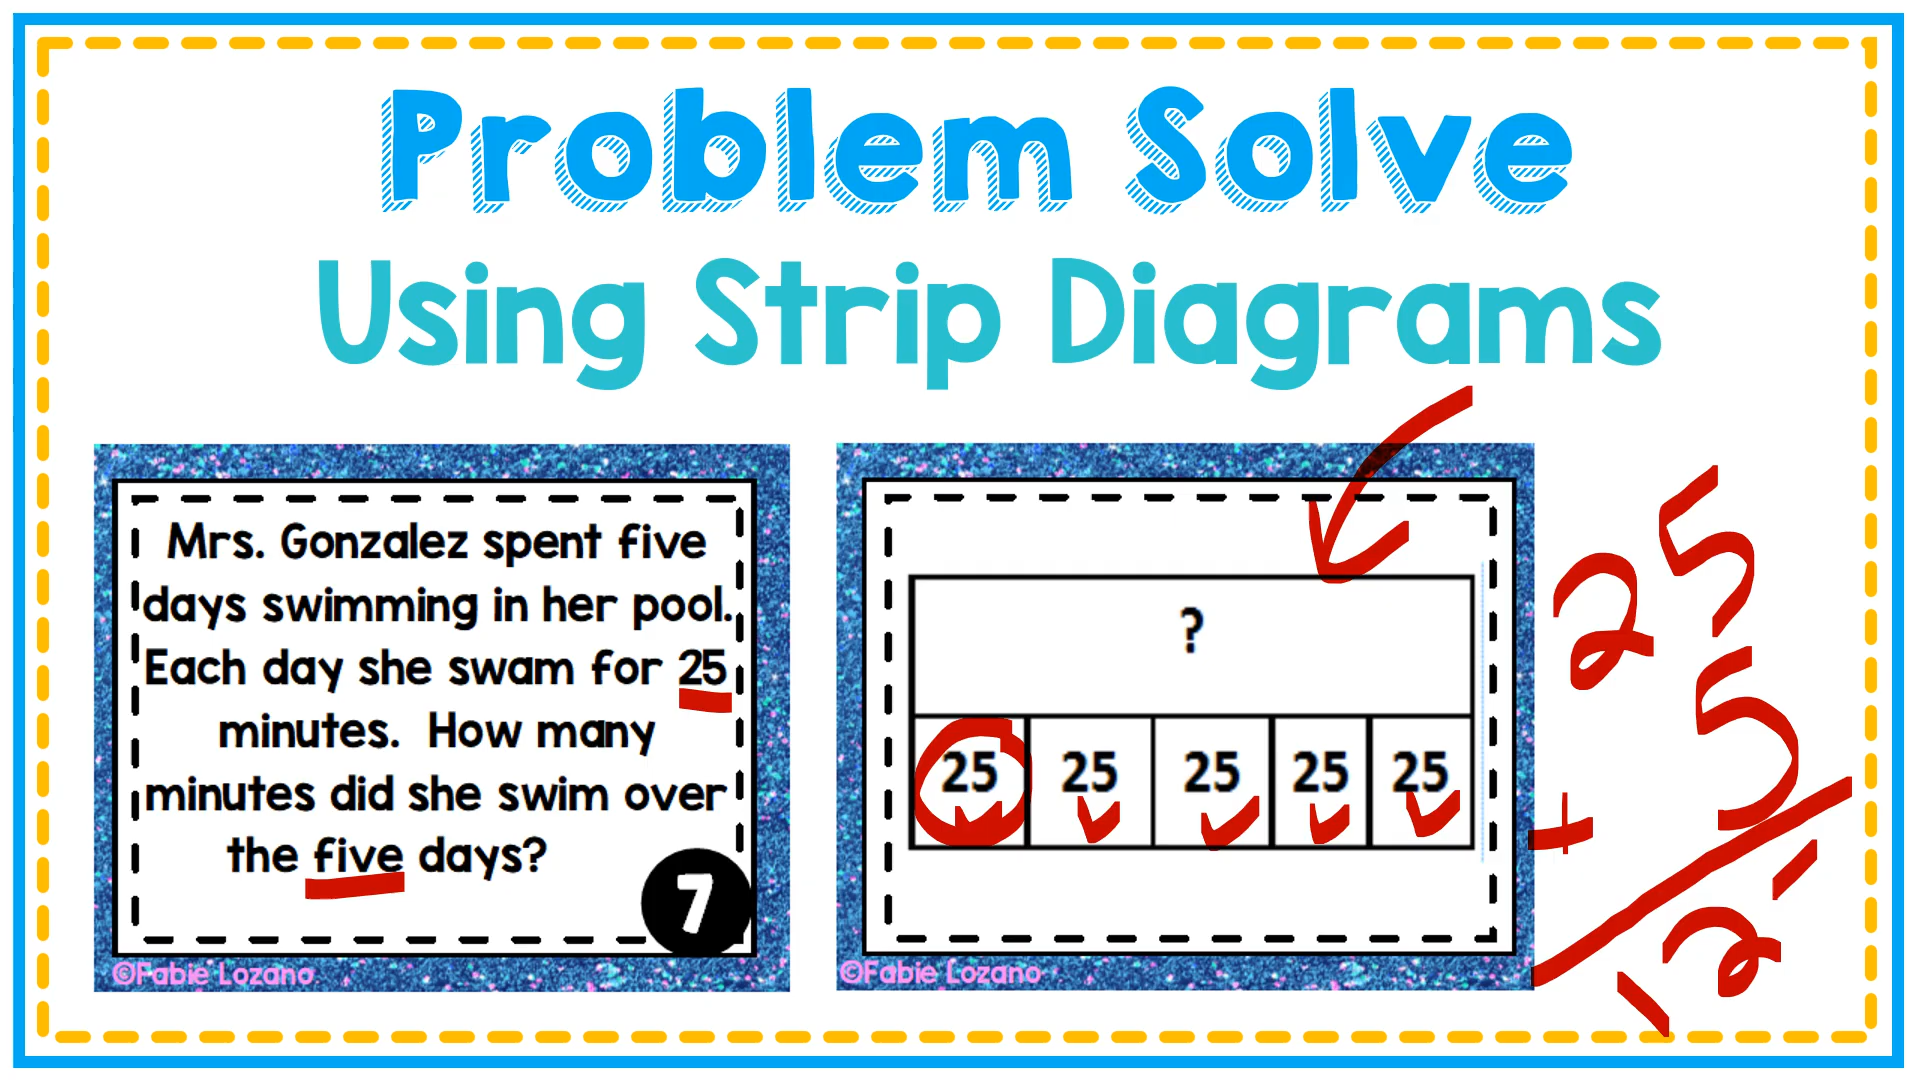 Problem Solve
Using Strip Diagrams
Mrs. Gonzalez spent five
days swimming in her pool.
Each day she swam for 25
minutes. How many
minutes did she swim over
the five days?
7
©Fabie Lozano
?
25 25 25 25 25
©Fabie Lozano
25
+ 5
12